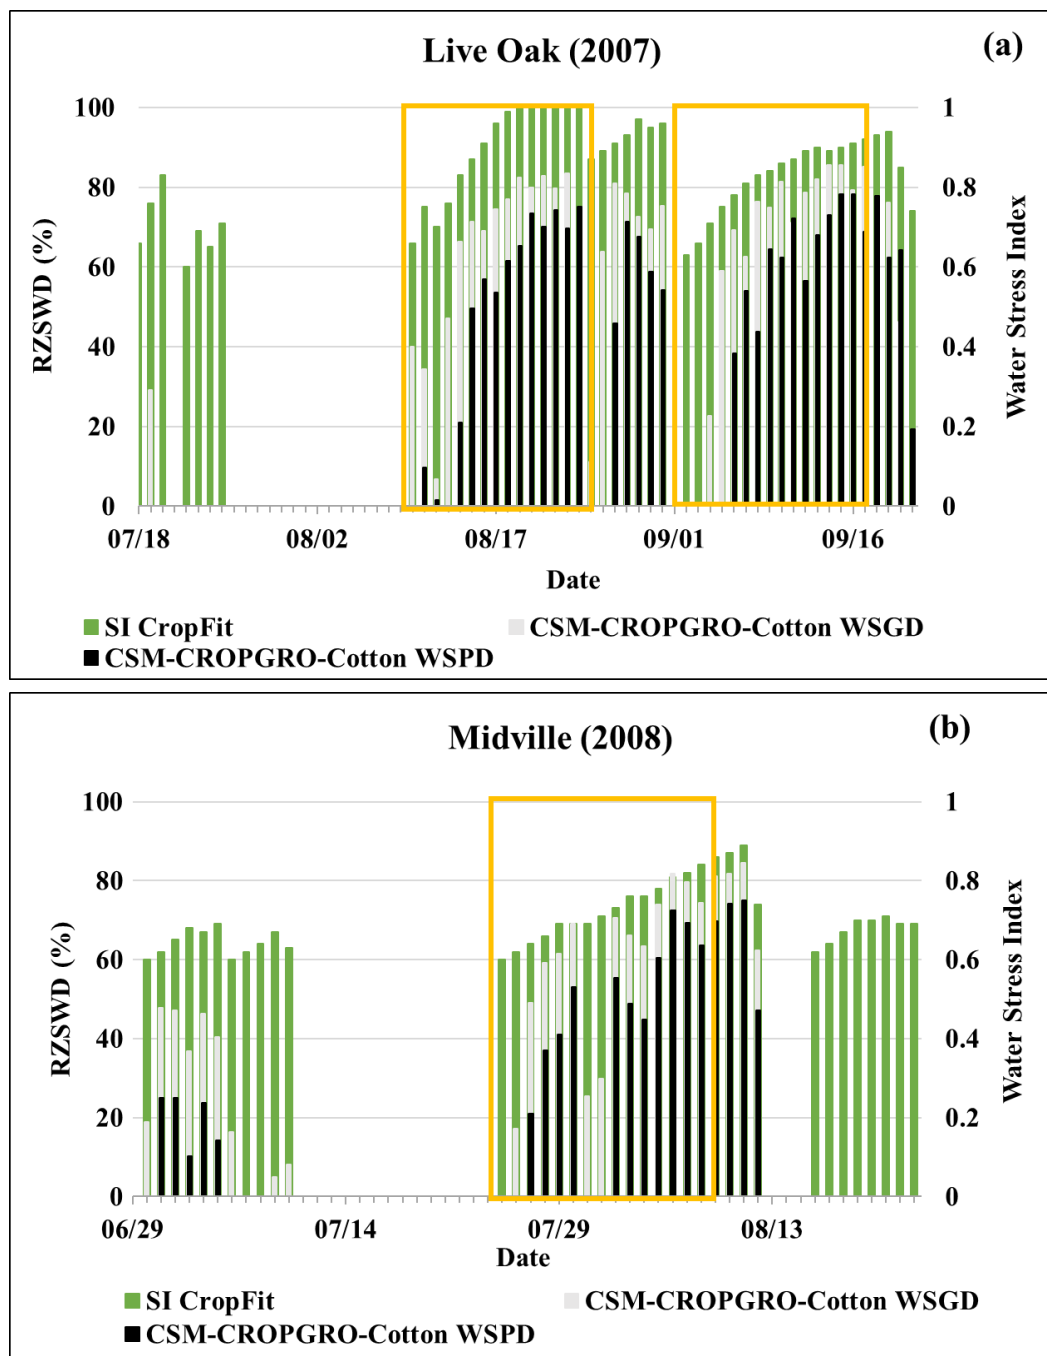 Live Oak (2007)
(a)
100
80
60
40
20
0
RZSWD (%)
1
0.8
0.6
0.4
0.2
0
Water Stress Index
07/18 08/02 08/17 09/01 09/16
Date
SI CropFit
CSM-CROPGRO-Cotton WSGD
CSM-CROPGRO-Cotton WSPD
Midville (2008)
(b)
100
80
60
40
20
0
RZSWD (%)
1
0.8
0.6
0.4
0.2
0
Water Stress Index
06/29 07/14 07/29 08/13
Date
SI CropFit
CSM-CROPGRO-Cotton WSGD
CSM-CROPGRO-Cotton WSPD